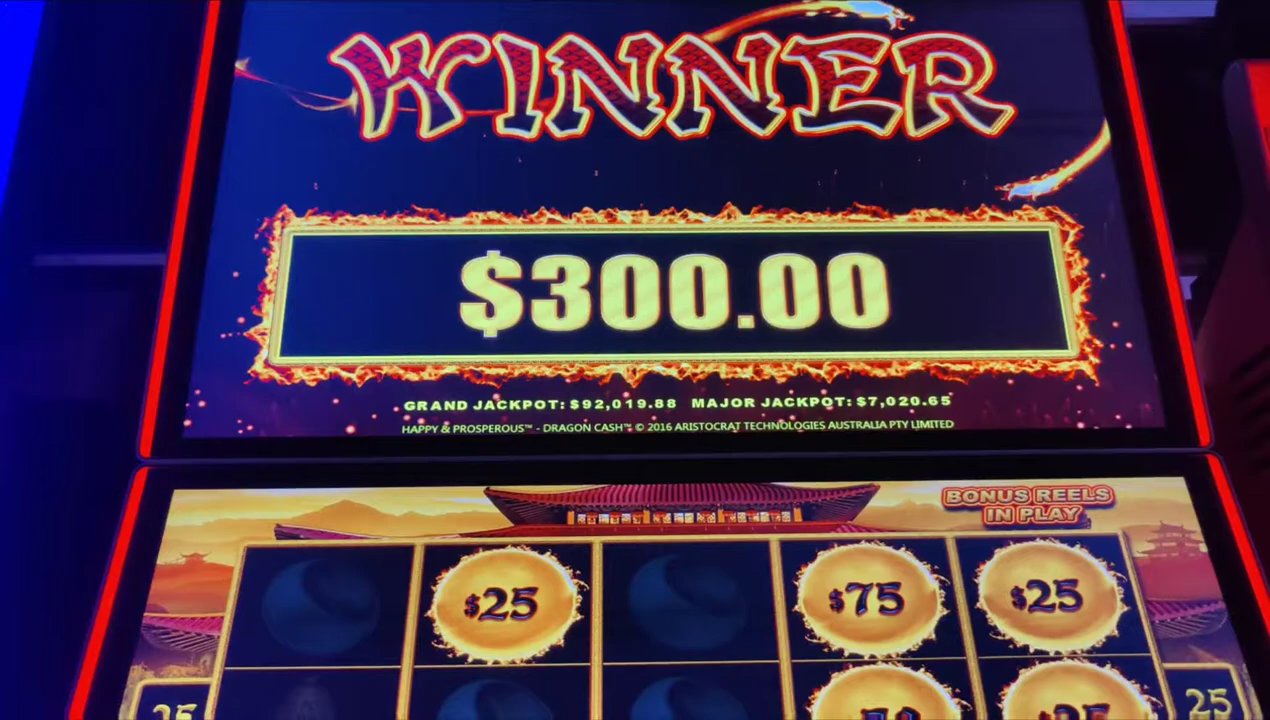 WINNER
$300.00
GRAND JACKPOT: $92,019.88 MAJOR JACKPOT: $7,020.65
HAPPY & PROSPEROUS™ - DRAGON CASH™ © 2016 ARISTOCRAT TECHNOLOGIES AUSTRALIA PTY LIMITED
BONUS REELS
IN PLAY
$25 $75 $25
25